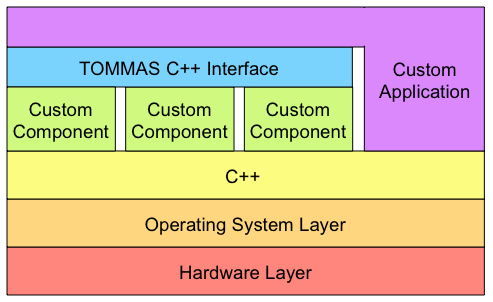 TOMMAS C++ Interface
Custom
Application
Custom
Component
Custom
Component
Custom
Component
C++
Operating System Layer
Hardware Layer